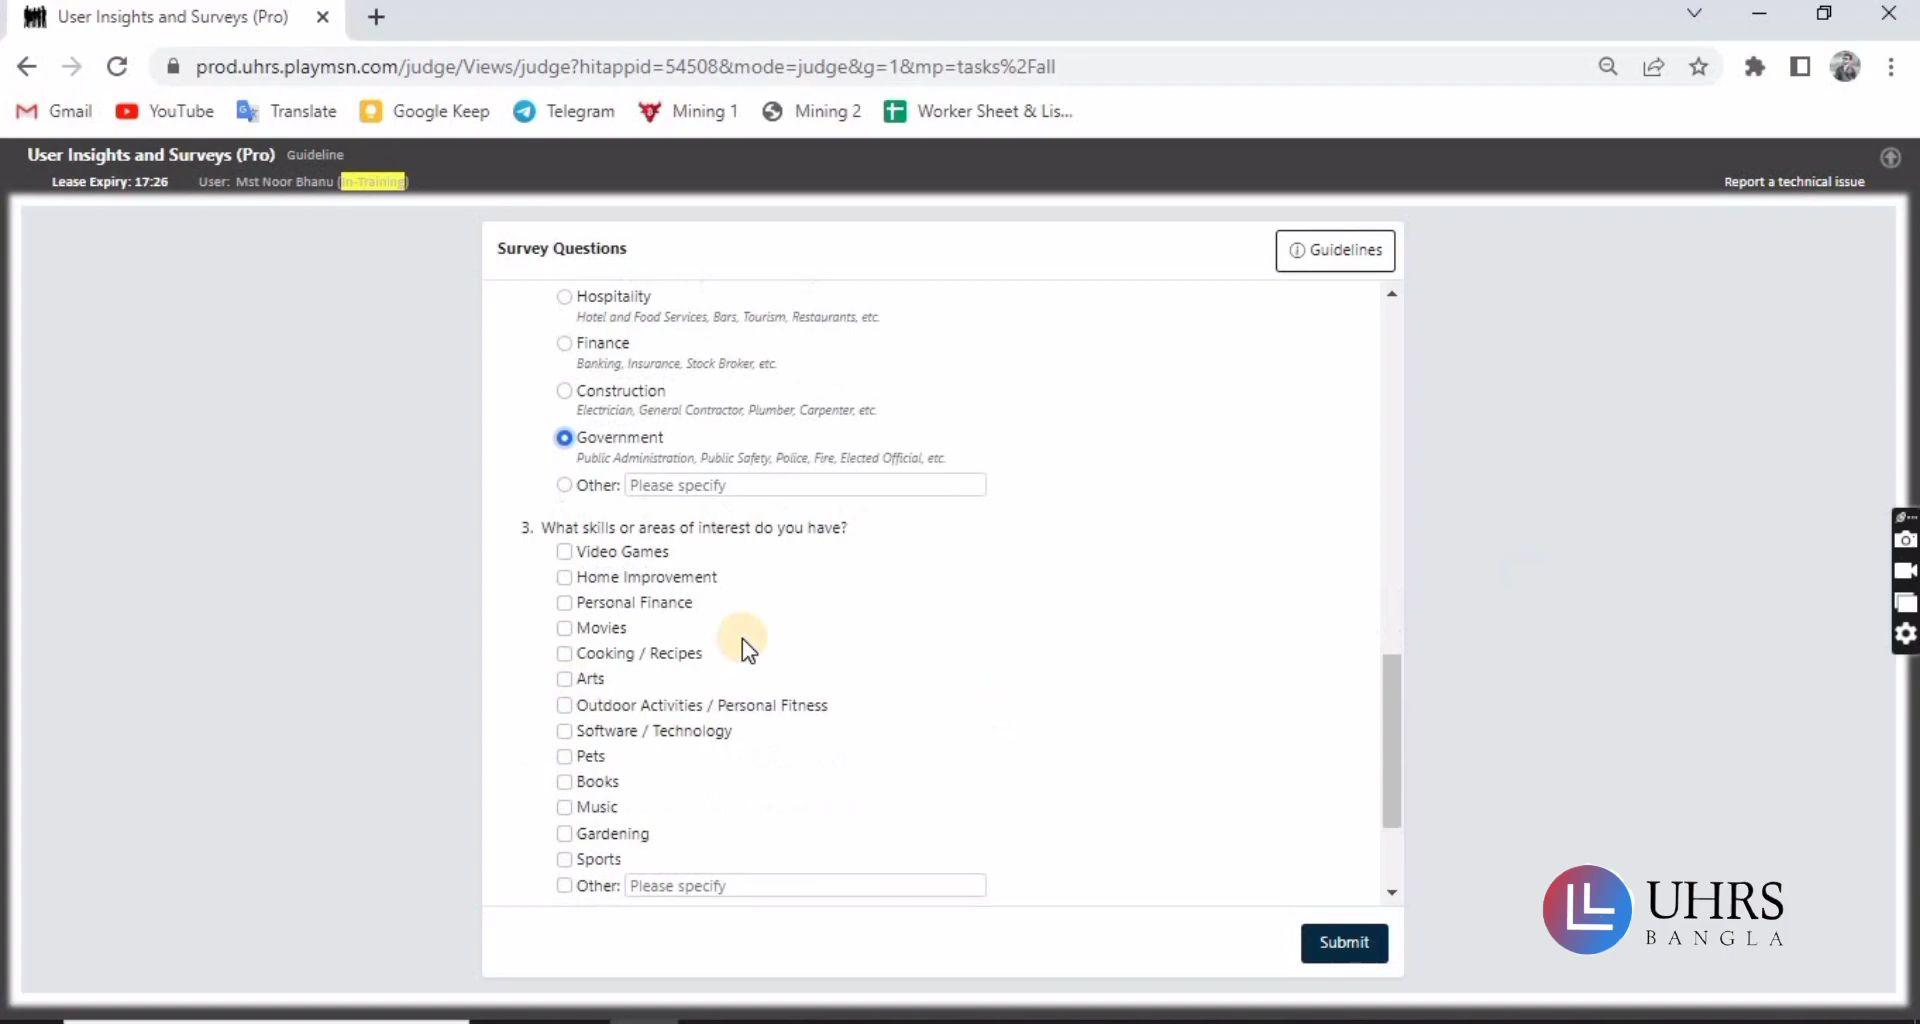 User Insights and Surveys (Pro)
prod.uhrs.playmsn.com/judge/Views/judge?hitappid=54508&mode=judge&g=1&mp=tasks%2Fall
Gmail YouTube Translate Google Keep Telegram Mining 1 Mining 2 Worker Sheet & Lis...
User Insights and Surveys (Pro) Guideline
Lease Expiry: 17:26 User: Mst Noor Bhanu (In-Training) Report a technical issue
Survey Questions Guidelines
Hospitality
Hotel and Food Services, Bars, Tourism, Restaurants, etc.
Finance
Banking, Insurance, Stock Broker, etc.
Construction
Electrician, General Contractor, Plumber, Carpenter, etc.
Government
Public Administration, Public Safety, Police, Fire, Elected Official, etc.
Other: Please specify
3. What skills or areas of interest do you have?
Video Games
Home Improvement
Personal Finance
Movies
Cooking / Recipes
Arts
Outdoor Activities / Personal Fitness
Software / Technology
Pets
Books
Music
Gardening
Sports
Other: Please specify
Submit
UHRS
BANGLA